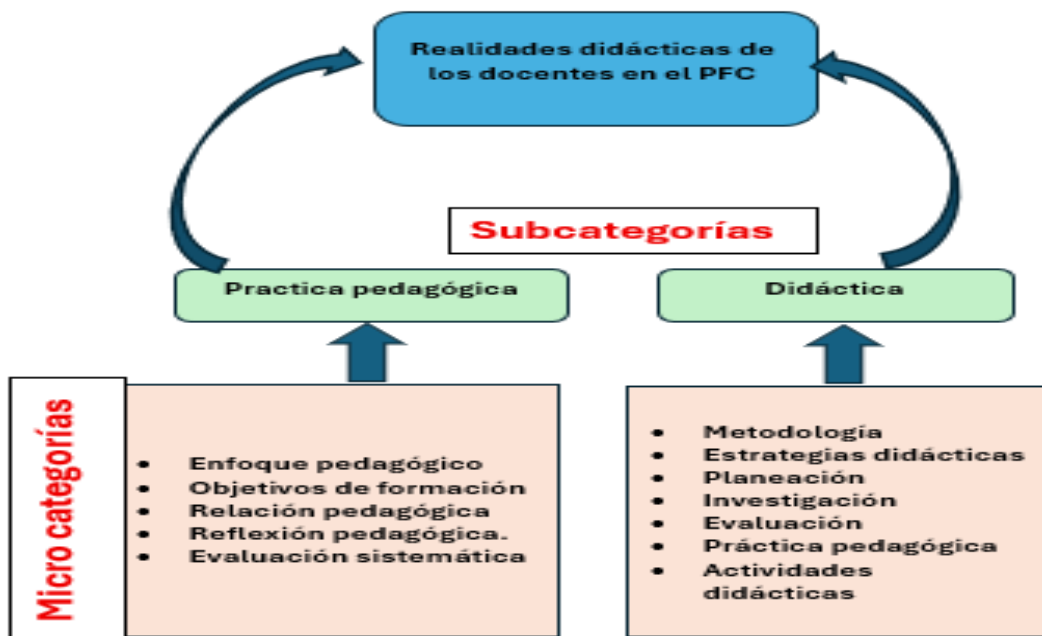 Realidades didácticas de
los docentes en el PFC
Subcategorías
Practica pedagógica
Didáctica
Micro categorías
• Enfoque pedagógico
• Objetivos de formación
• Relación pedagógica
• Reflexión pedagógica.
• Evaluación sistemática
• Metodología
• Estrategias didácticas
• Planeación
• Investigación
• Evaluación
• Práctica pedagógica
• Actividades
didácticas